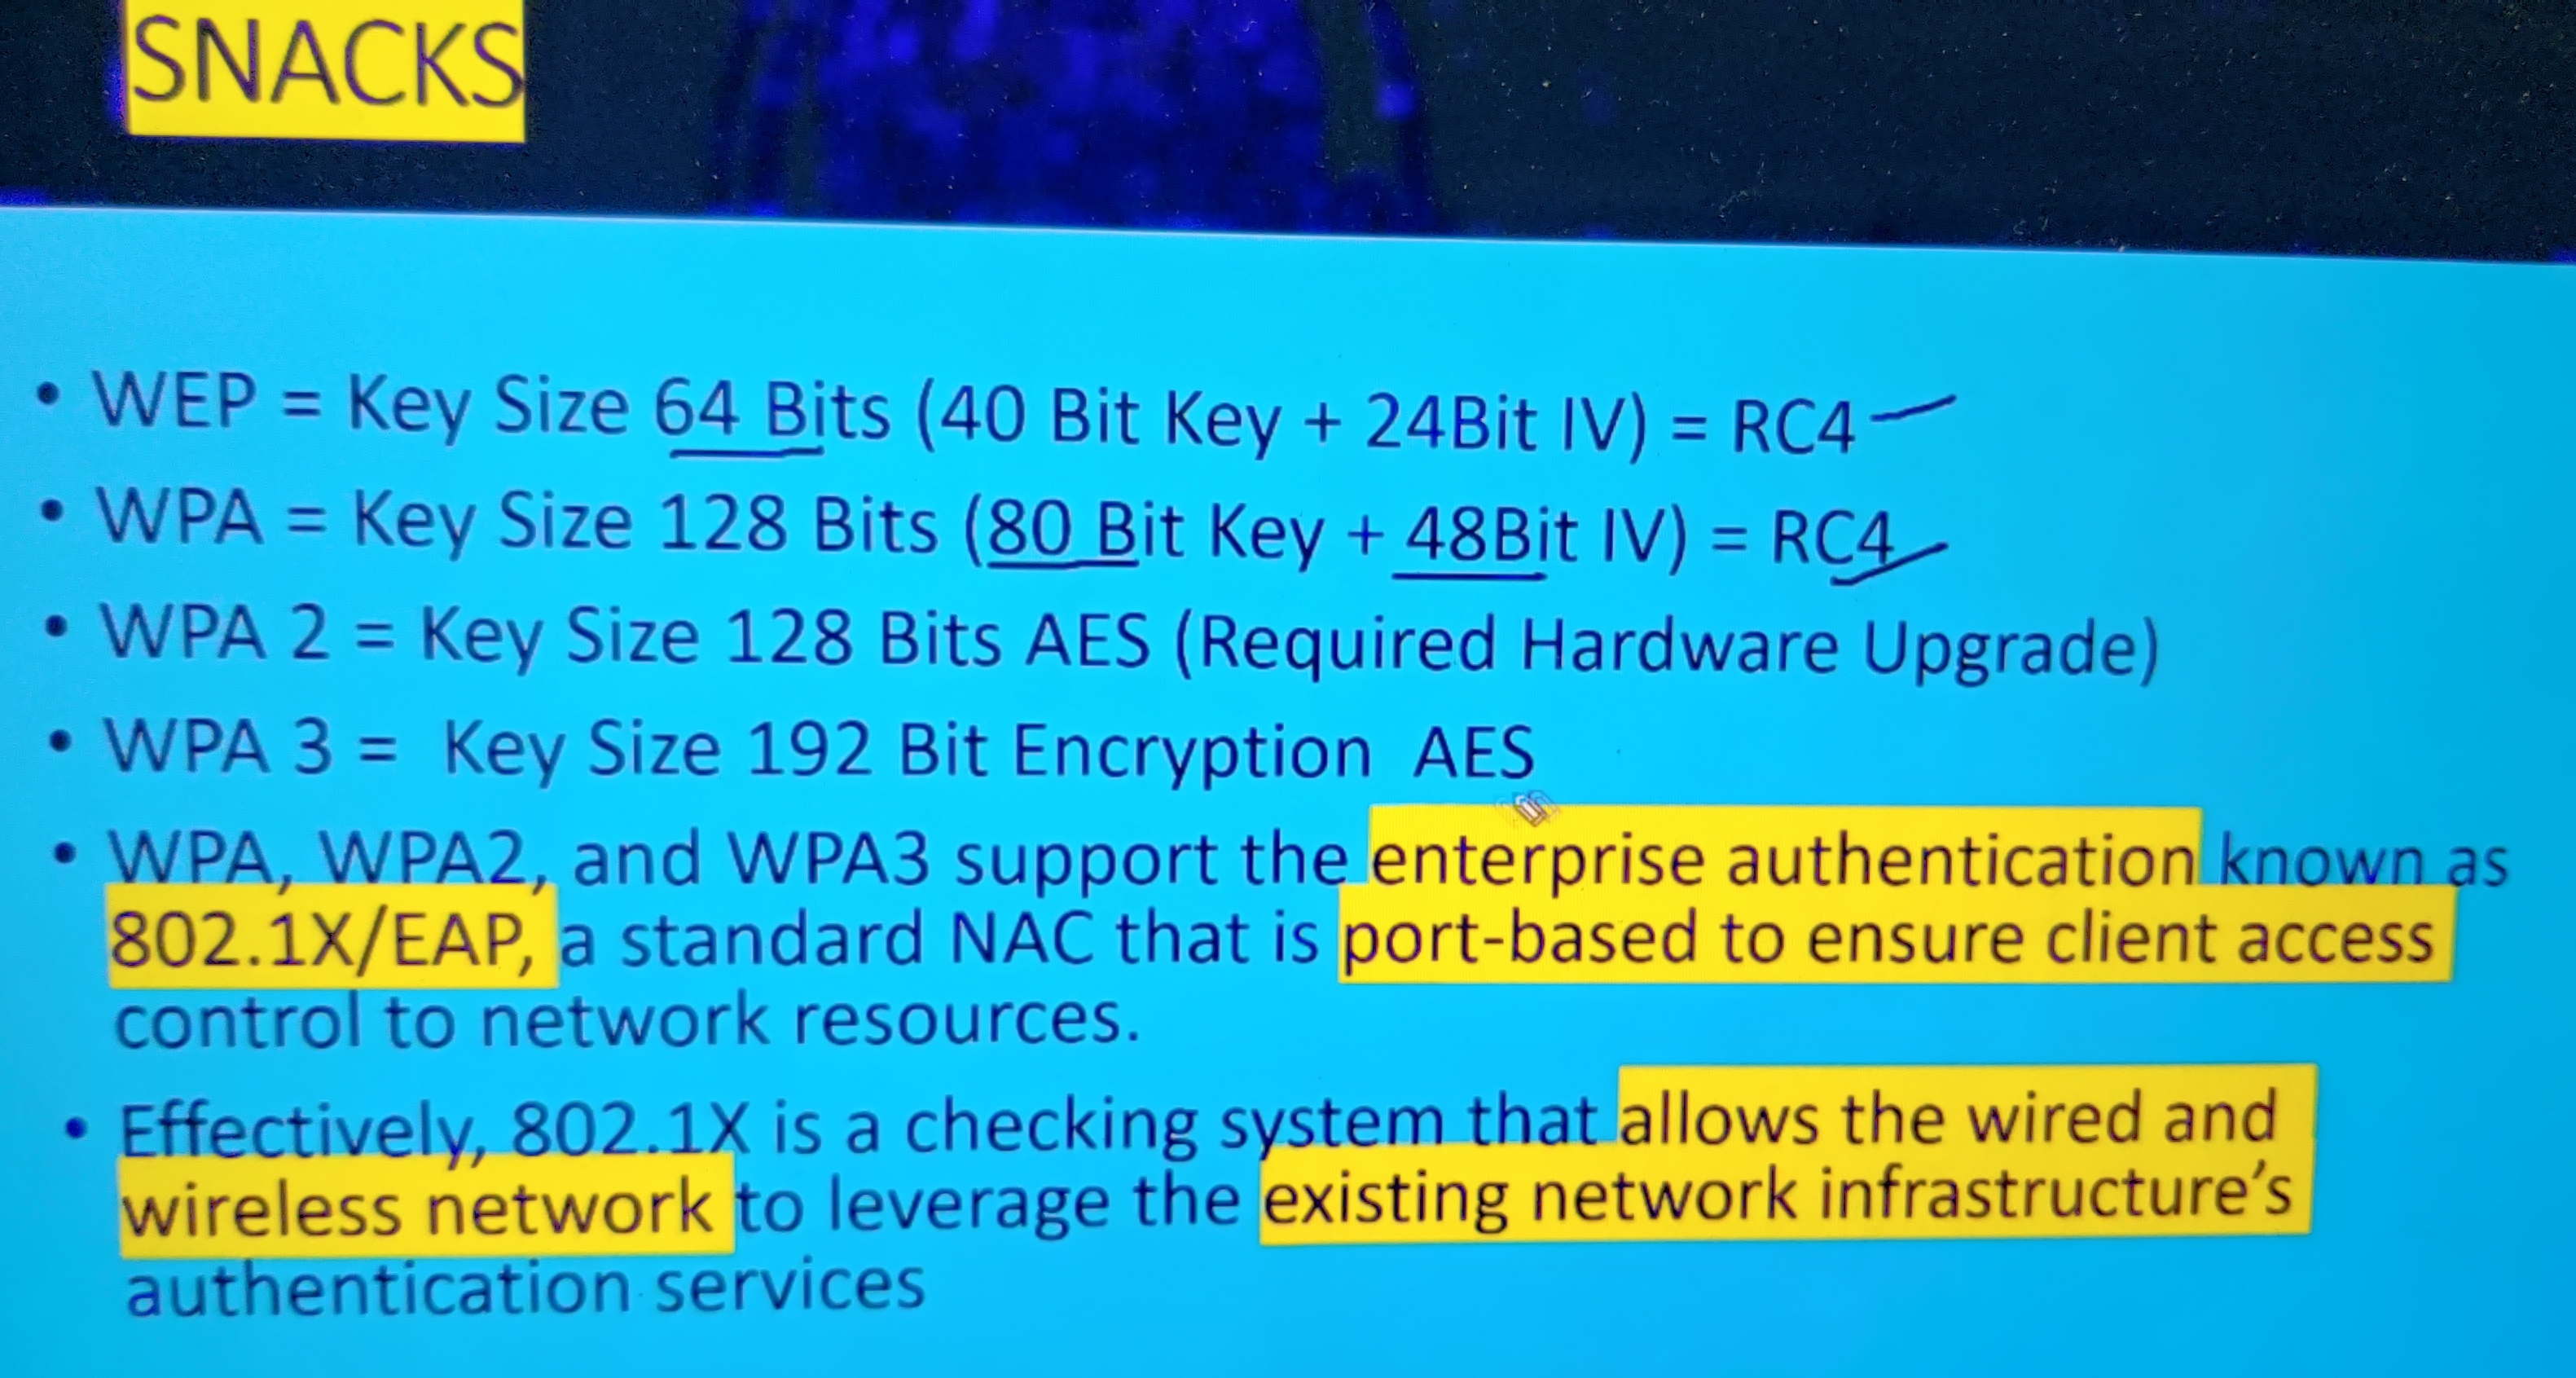 SNACKS
• WEP = Key Size 64 Bits (40 Bit Key + 24Bit IV) = RC4
• WPA = Key Size 128 Bits (80 Bit Key + 48Bit IV) = RC4
• WPA 2 = Key Size 128 Bits AES (Required Hardware Upgrade)
• WPA 3 = Key Size 192 Bit Encryption AES
• WPA, WPA2, and WPA3 support the enterprise authentication known as
802.1X/EAP, a standard NAC that is port-based to ensure client access
control to network resources.
• Effectively, 802.1X is a checking system that allows the wired and
wireless network to leverage the existing network infrastructure's
authentication services